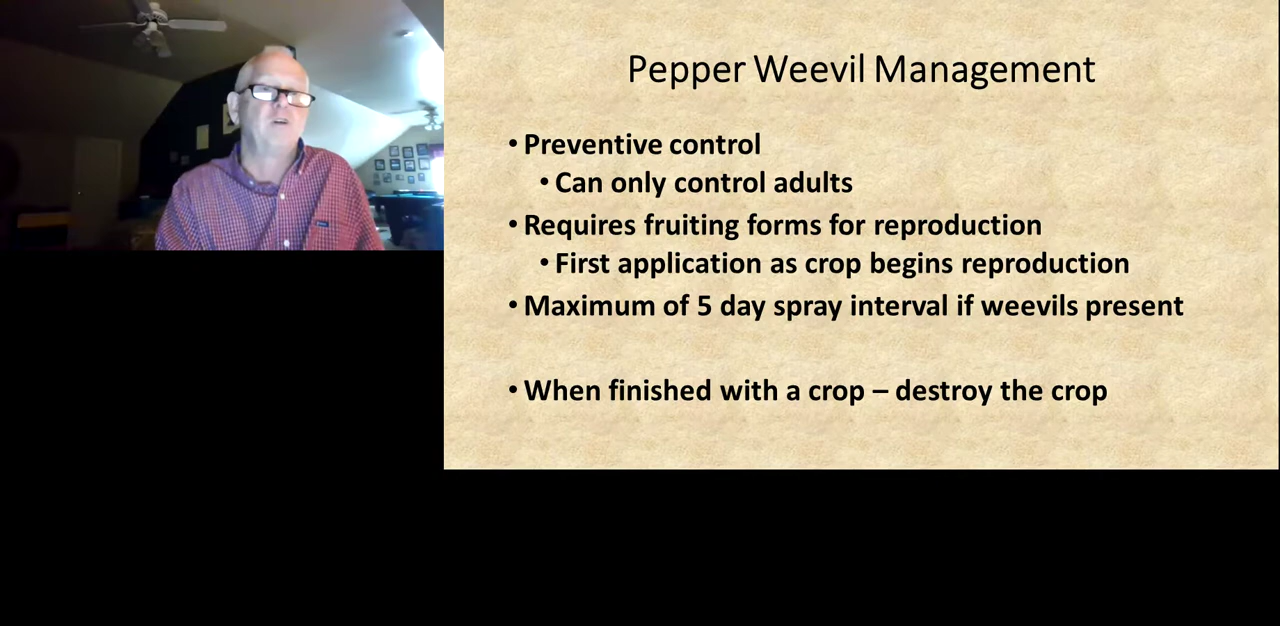 Pepper Weevil Management
• Preventive control
• Can only control adults
• Requires fruiting forms for reproduction
• First application as crop begins reproduction
• Maximum of 5 day spray interval if weevils present
• When finished with a crop – destroy the crop